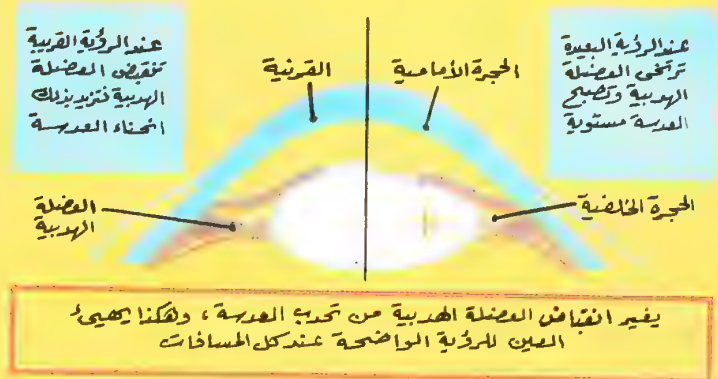 عند الرؤية البعيدة
ترتخي العضلة
الهدبية وتصبح
العدسة مستوية
الحجرة الأمامية
القرنية
عند الرؤية القريبة
تنقبض العضلة
الهدبية فتزيد بذلك
انحناء العدسة
الحجرة الخلفية
العضلة
الهدبية
يغير انقباض العضلة الهدبية من تحدب العدسة، وهكذا يهيئ
العين للرؤية الواضحة عند كل المسافات